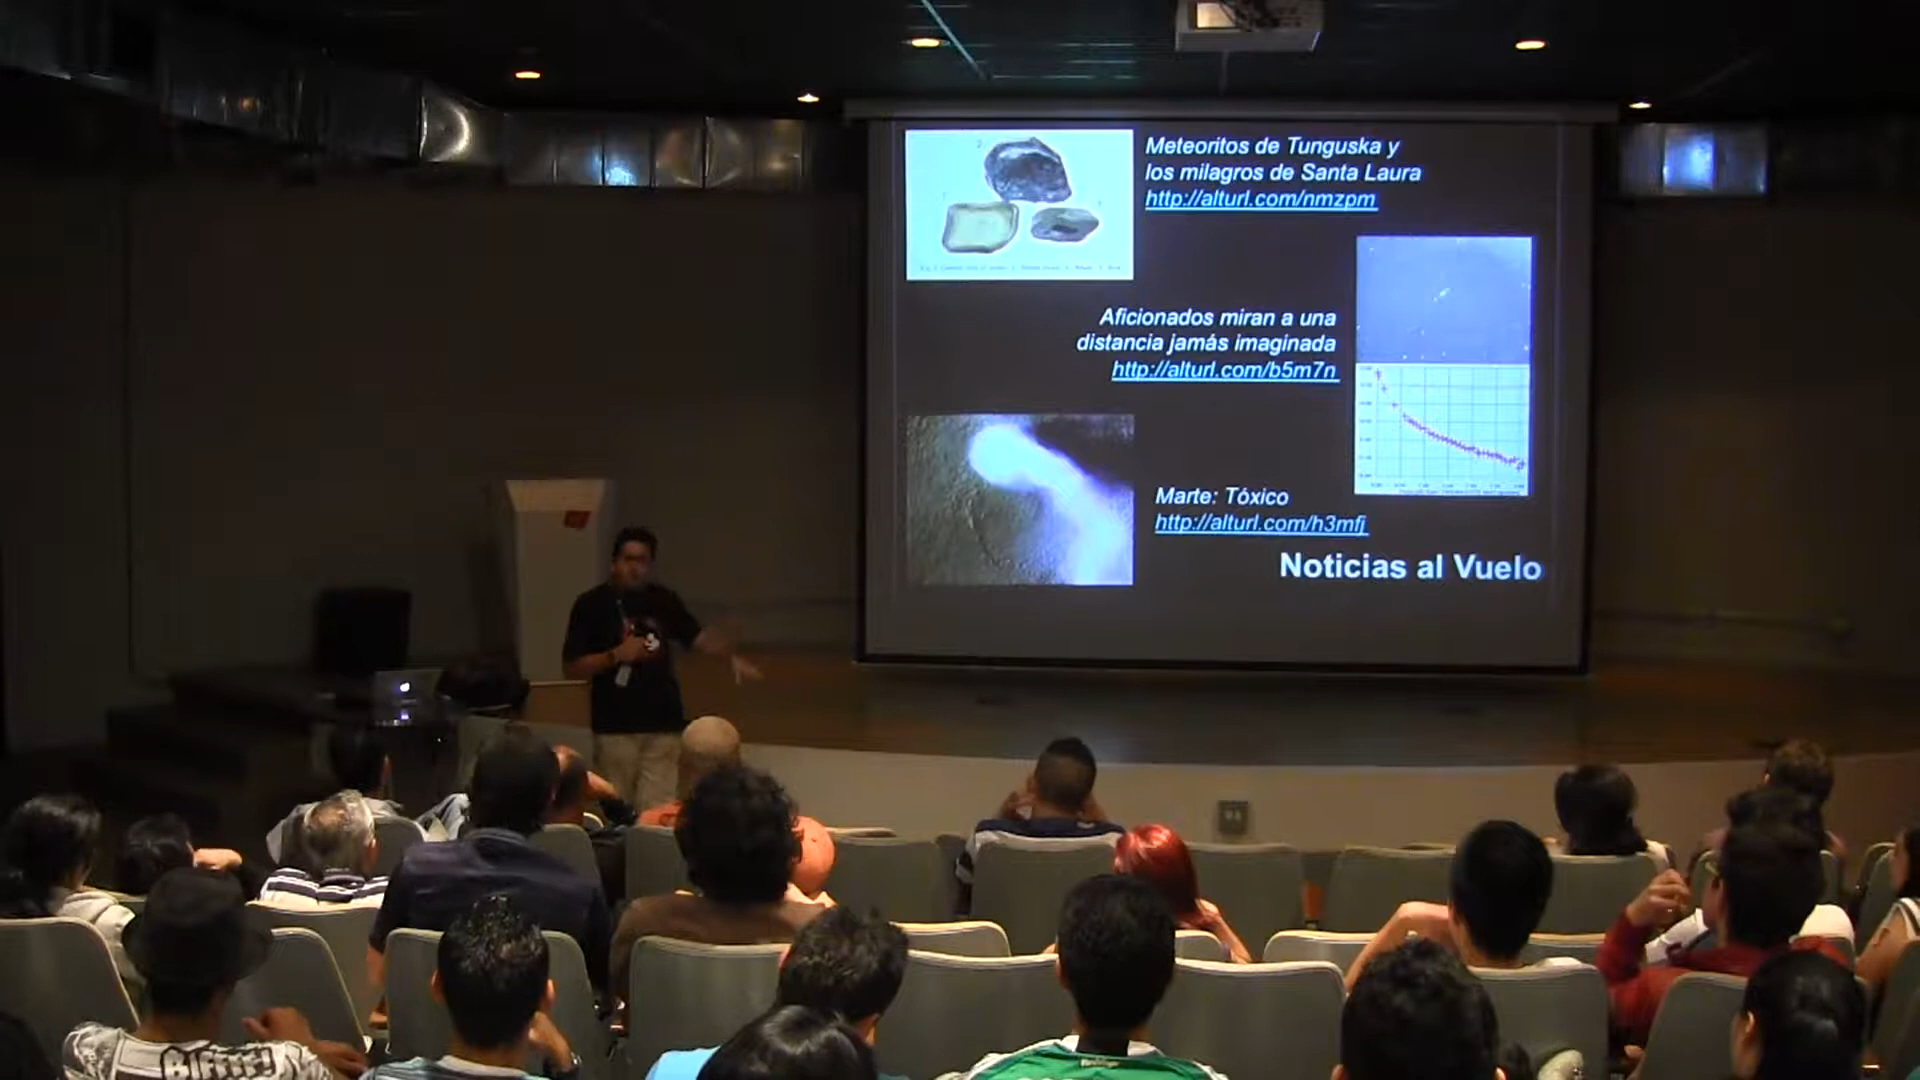 Meteoritos de Tunguska y
los milagros de Santa Laura
http://alturl.com/nmzpm
Aficionados miran a una
distancia jamás imaginada
http://alturl.com/b5m7n
Marte: Tóxico
http://alturl.com/h3mfj
Noticias al Vuelo